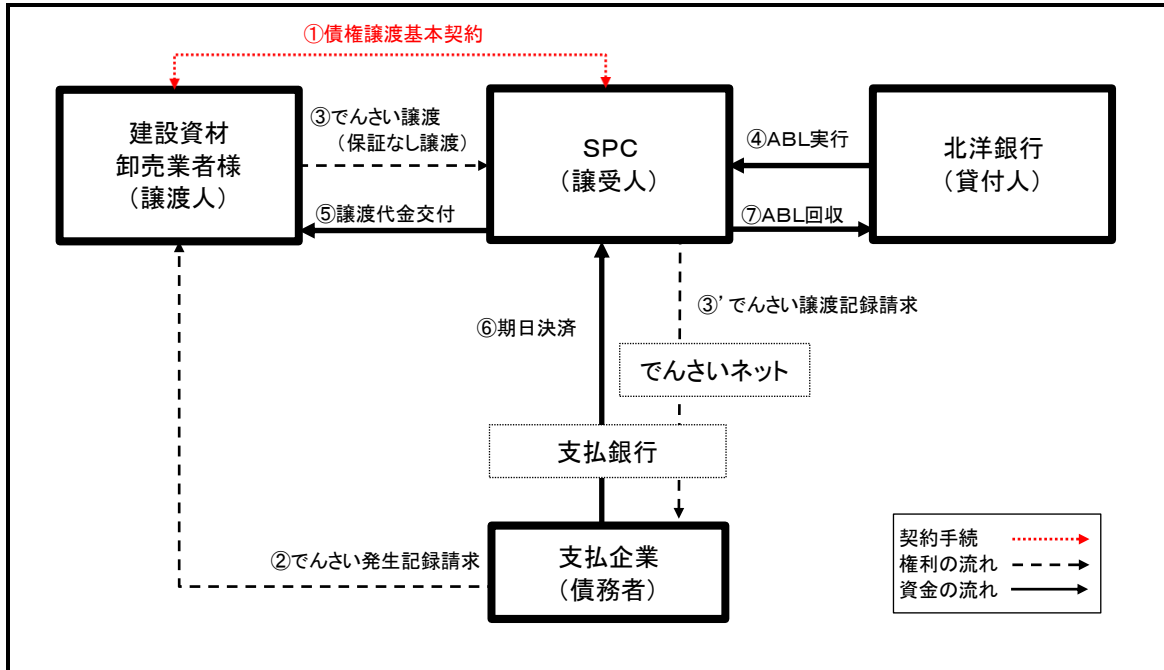 ①債権譲渡基本契約
建設資材
卸売業者様
(譲渡人)
③でんさい譲渡
(保証なし譲渡)
SPC
(譲受人)
④ABL実行
北洋銀行
(貸付人)
⑤譲渡代金交付
⑦ABL回収
⑥期日決済
③’でんさい譲渡記録請求
でんさいネット
支払銀行
②でんさい発生記録請求
支払企業
(債務者)
契約手続
権利の流れ
資金の流れ